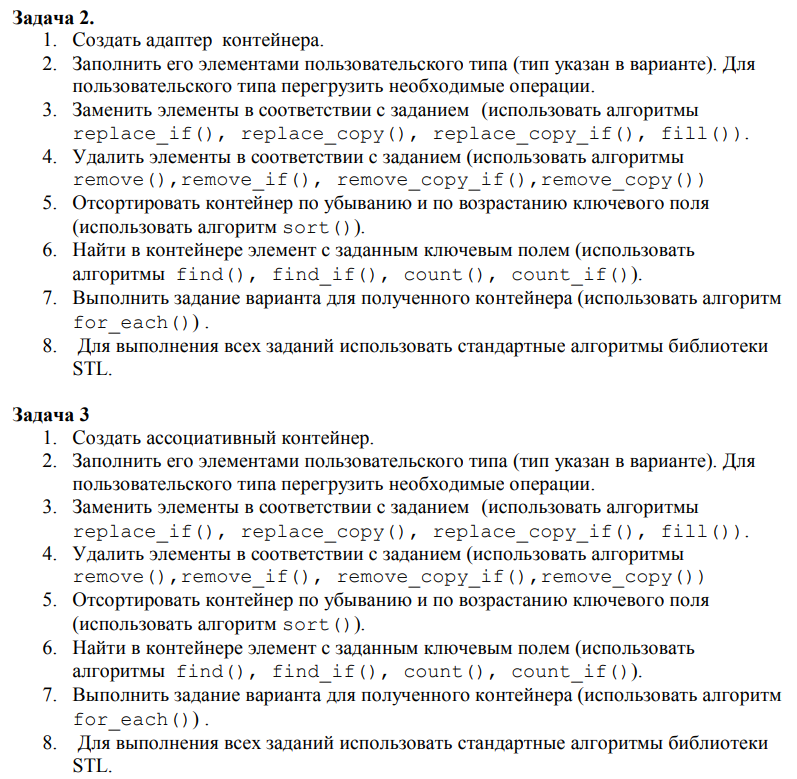 Задача 2.
1. Создать адаптер контейнера.
2. Заполнить его элементами пользовательского типа (тип указан в варианте). Для
пользовательского типа перегрузить необходимые операции.
3. Заменить элементы в соответствии с заданием (использовать алгоритмы
replace_if(), replace_copy(), replace_copy_if(), fill()).
4. Удалить элементы в соответствии с заданием (использовать алгоритмы
remove(),remove_if(), remove_copy_if(),remove_copy())
5. Отсортировать контейнер по убыванию и по возрастанию ключевого поля
(использовать алгоритм sort()).
6. Найти в контейнере элемент с заданным ключевым полем (использовать
алгоритмы find(), find_if(), count(), count_if()).
7. Выполнить задание варианта для полученного контейнера (использовать алгоритм
for_each()) .
8. Для выполнения всех заданий использовать стандартные алгоритмы библиотеки
STL.
Задача 3
1. Создать ассоциативный контейнер.
2. Заполнить его элементами пользовательского типа (тип указан в варианте). Для
пользовательского типа перегрузить необходимые операции.
3. Заменить элементы в соответствии с заданием (использовать алгоритмы
replace_if(), replace_copy(), replace_copy_if(), fill()).
4. Удалить элементы в соответствии с заданием (использовать алгоритмы
remove(),remove_if(), remove_copy_if(),remove_copy())
5. Отсортировать контейнер по убыванию и по возрастанию ключевого поля
(использовать алгоритм sort()).
6. Найти в контейнере элемент с заданным ключевым полем (использовать
алгоритмы find(), find_if(), count(), count_if()).
7. Выполнить задание варианта для полученного контейнера (использовать алгоритм
for_each()) .
8. Для выполнения всех заданий использовать стандартные алгоритмы библиотеки
STL.